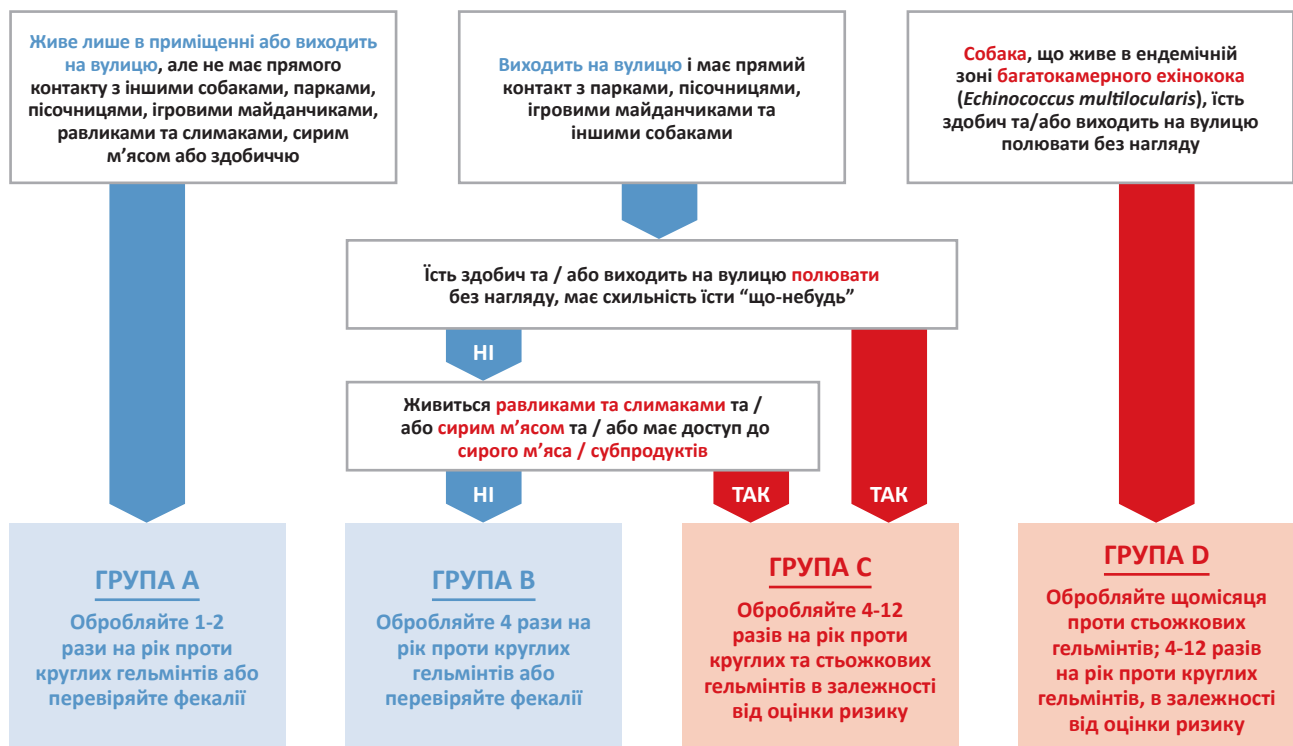 Живе лише в приміщенні або виходить
на вулицю, але не має прямого
контакту з іншими собаками, парками,
пісочницями, ігровими майданчиками,
равликами та слимаками, сирим
м’ясом або здобиччю
Виходить на вулицю і має прямий
контакт з парками, пісочницями,
ігровими майданчиками та
іншими собаками
Собака, що живе в ендемічній
зоні багатокамерного ехінокока
(Echinococcus multilocularis), їсть
здобич та/або виходить на вулицю
полювати без нагляду
Їсть здобич та / або виходить на вулицю полювати
без нагляду, має схильність їсти “що-небудь”
НІ
Живиться равликами та слимаками та /
або сирим м’ясом та / або має доступ до
сирого м’яса / субпродуктів
НІ
ТАК
ТАК
ГРУПА A
Обробляйте 1-2
рази на рік проти
круглих гельмінтів або
перевіряйте фекалії
ГРУПА B
Обробляйте 4 рази на
рік проти круглих
гельмінтів або
перевіряйте фекалії
ГРУПА C
Обробляйте 4-12
разів на рік проти
круглих та стьожкових
гельмінтів в залежності
від оцінки ризику
ГРУПА D
Обробляйте щомісяця
проти стьожкових
гельмінтів; 4-12 разів
на рік проти круглих
гельмінтів, в залежності
від оцінки ризику